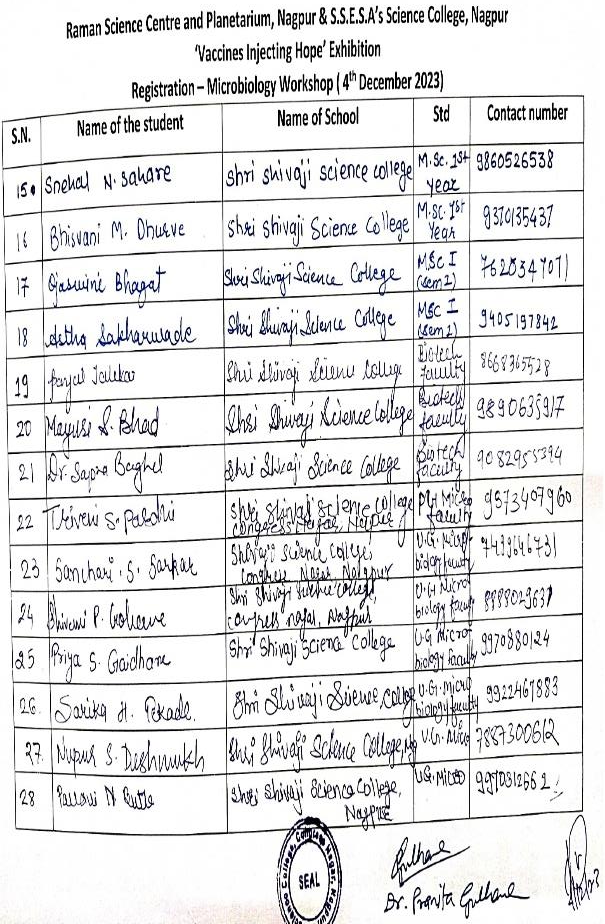 Raman Science Centre and Planetarium, Nagpur & S.S.E.S.A's Science College, Nagpur
'Vaccines Injecting Hope' Exhibition
Registration – Microbiology Workshop ( 4th December 2023)
S.N. Name of the student Name of School Std Contact number
15. Snehal N. Sahare Shri Shivaji science college M.Sc. 1st Year 9860526538
16 Bhisvani M. Dhurve Shri Shivaji Science College M.Sc. 1st Year 9370135437
17 Ojaswini Bhagat Shri Shivaji Science College MSC I (sem 2)
18 Astha Sakharwade Shri Shivaji Science College MSC I (sem 2) 9405197842
19 Shri Shivaji Science College Biotech faculty 8668365528
20 Mayuri S. Bhad Shri Shivaji Science College Biotech faculty
21 Dr. Sapna Baghel Shri Shivaji Science College Biotech faculty 9082955394
22 Triveni S. Shri Shivaji Science College Congress Nagar, Nagpur PG Micro faculty 9573407960
23 Sanchari. S. Sarkar Shivaji Science College, Congress Nagar, Nagpur U.G. Microbiology faculty
24 Shivani P. Shri Shivaji Science College, congress nagar, Nagpur U.G Microbiology faculty
25 Priya S. Gaidhane Shri Shivaji Science College U.G Microbiology faculty 9970880124
26 Sarika H. Shri Shivaji Science, College U.G. micro biology faculty 9922467883
27. Nupur S. Deshmukh Shri Shivaji Science College, Ng U.G. Micro 7887300612
28 Pallavi N Shri Shivaji Science College, Nagpur UG. MICRO
SEAL
Dr. Pranita Gulhane